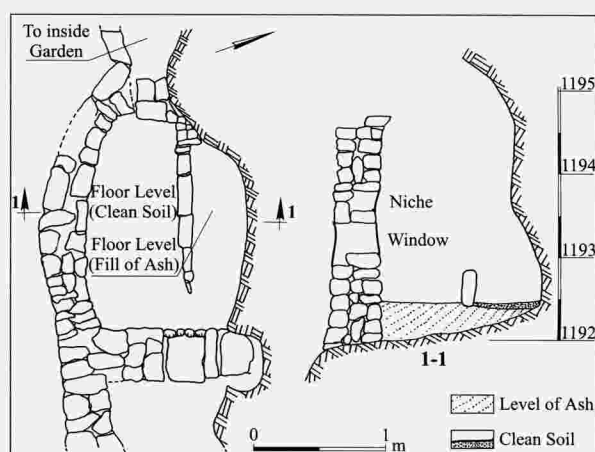 To inside
Garden
1195
1194
1193
1192
Niche
Window
1
Floor Level
(Clean Soil)
1
Floor Level
(Fill of Ash)
1-1
Level of Ash
Clean Soil
0
1
m